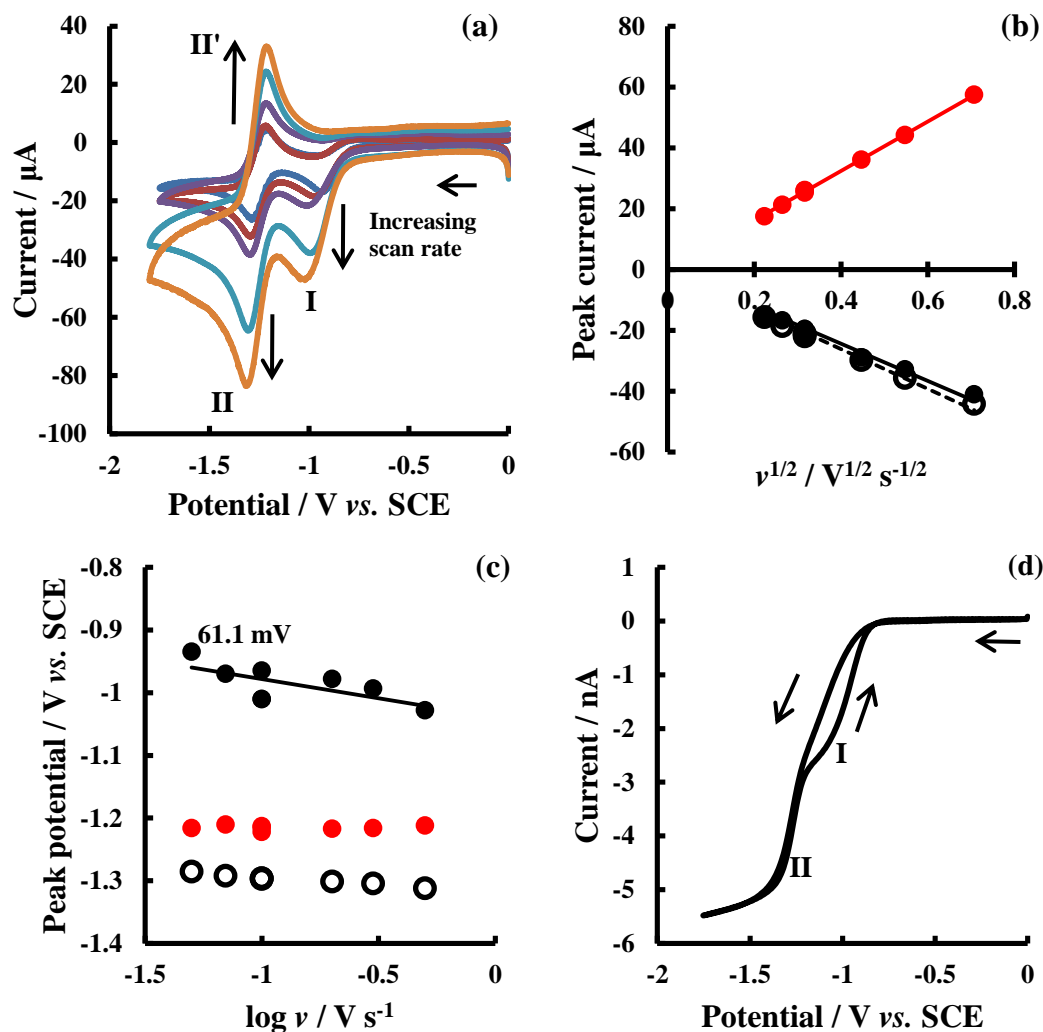 (a)
II'
Increasing
scan rate
I
II
40
20
0
-20
-40
-60
-80
-100
-2
-1.5
-1
-0.5
0
Current / µA
Potential / V vs. SCE
(b)
80
60
40
20
0
-20
-40
-60
0
0.2
0.4
0.6
0.8
Peak current / µA
v1/2 / V1/2 s-1/2
(c)
61.1 mV
-0.8
-0.9
-1
-1.1
-1.2
-1.3
-1.4
-1.5
-1
-0.5
0
Peak potential / V vs. SCE
log v / V s-1
(d)
I
II
1
0
-1
-2
-3
-4
-5
-6
-2
-1.5
-1
-0.5
0
Current / nA
Potential / V vs. SCE